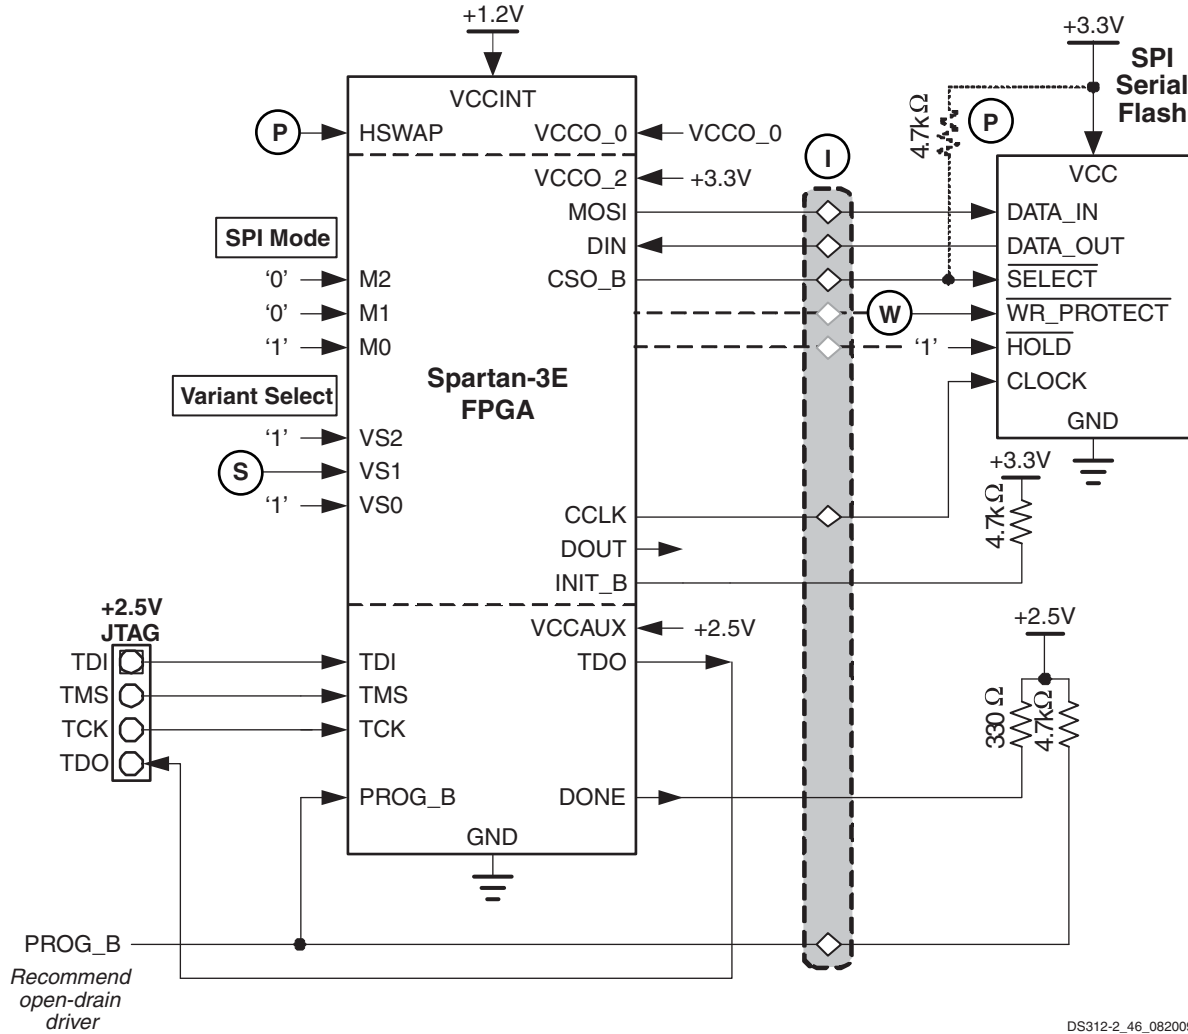 +1.2V
+3.3V
SPI
Serial
Flash
VCCINT
P
HSWAP
VCCO_0
VCCO_0
4.7kΩ
P
I
VCCO_2
+3.3V
VCC
MOSI
DATA_IN
SPI Mode
DIN
DATA_OUT
'0'
M2
CSO_B
SELECT
'0'
M1
W
WR_PROTECT
'1'
M0
'1'
HOLD
Spartan-3E
FPGA
CLOCK
Variant Select
GND
'1'
VS2
S
VS1
+3.3V
'1'
VS0
CCLK
4.7kΩ
DOUT
INIT_B
+2.5V
JTAG
VCCAUX
+2.5V
+2.5V
TDI
TDI
TDO
TMS
TMS
TCK
TCK
330 Ω
4.7kΩ
TDO
PROG_B
DONE
GND
PROG_B
Recommend
open-drain
driver